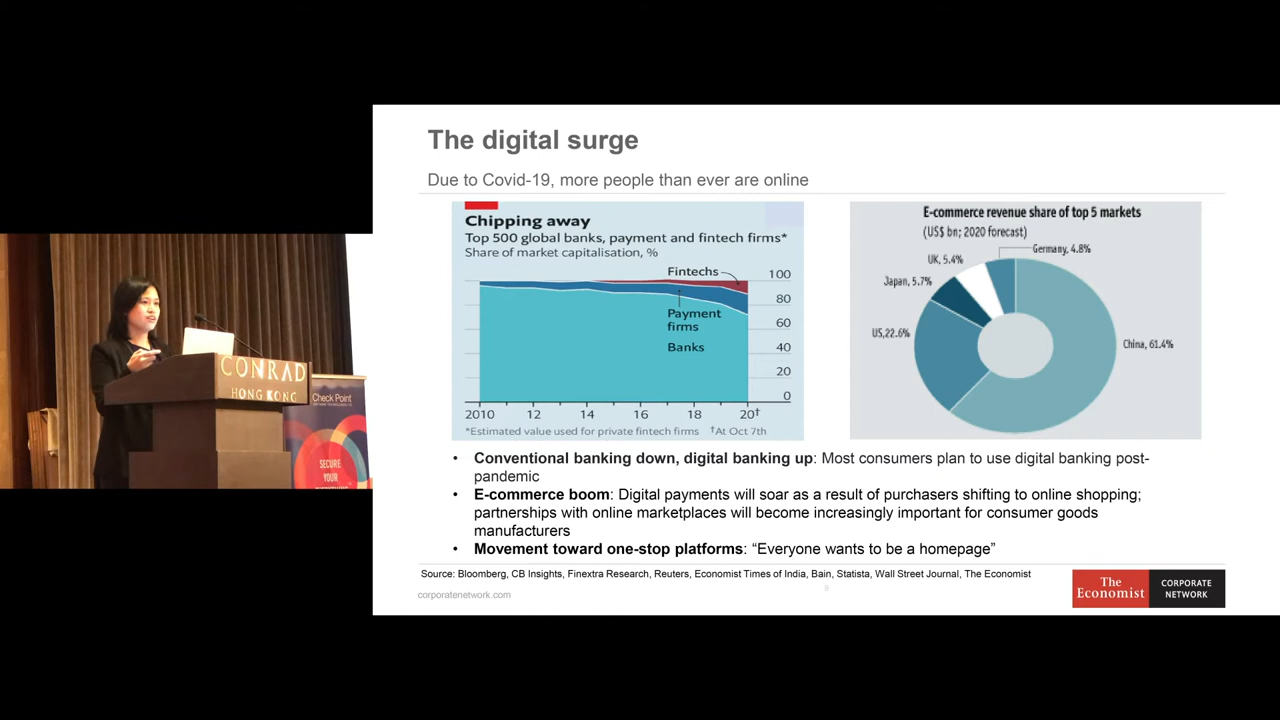 The digital surge
Due to Covid-19, more people than ever are online
Chipping away
Top 500 global banks, payment and fintech firms*
Share of market capitalisation, %
Fintechs
Payment
firms
Banks
100
80
60
40
20
0
2010 12 14 16 18 20†
*Estimated value used for private fintech firms †At Oct 7th
E-commerce revenue share of top 5 markets
(US$ bn; 2020 forecast)
Germany, 4.8%
UK, 5.4%
Japan, 5.7%
US,22.6%
China, 61.4%
• Conventional banking down, digital banking up: Most consumers plan to use digital banking post-
pandemic
• E-commerce boom: Digital payments will soar as a result of purchasers shifting to online shopping;
partnerships with online marketplaces will become increasingly important for consumer goods
manufacturers
• Movement toward one-stop platforms: “Everyone wants to be a homepage”
Source: Bloomberg, CB Insights, Finextra Research, Reuters, Economist Times of India, Bain, Statista, Wall Street Journal, The Economist
corporatenetwork.com
The
Economist
CORPORATE
NETWORK
CONRAD
HONG KONG
Check Point
SECURE
YOUR